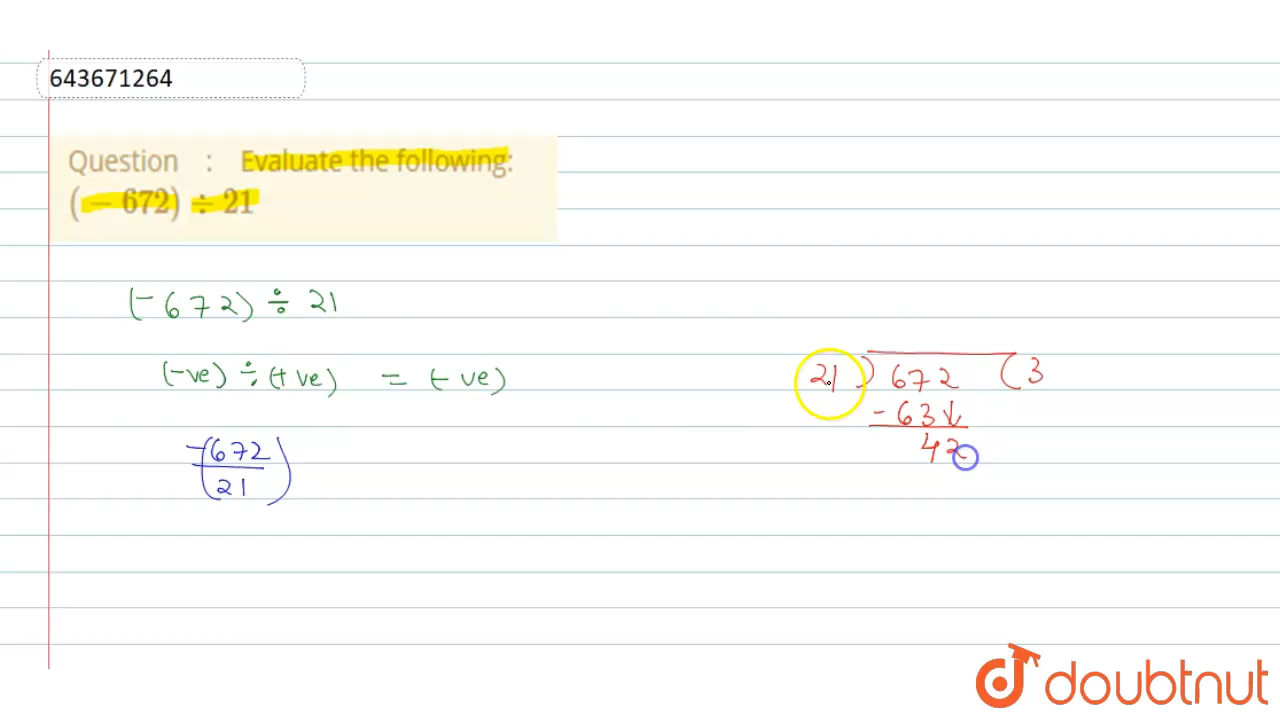 643671264
Question : Evaluate the following:
(−672) ÷ 21
(-672) ÷ 21
(-ve) ÷ (+ve) = (-ve)
-(672
21)
21 ) 672 ( 3
-63↓
42
doubtnut